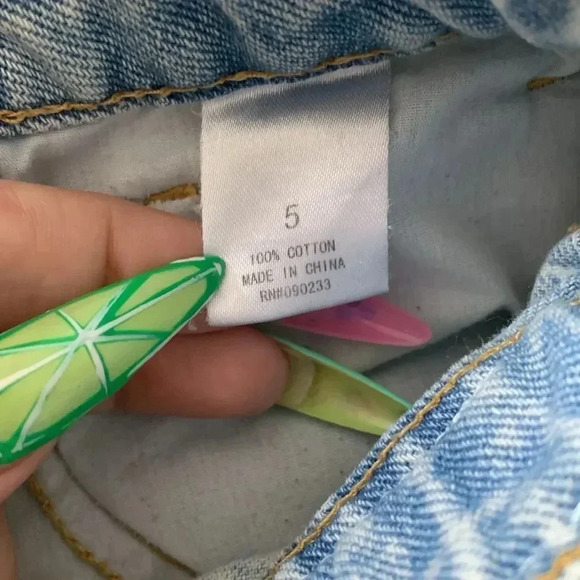 5
100% COTTON
MADE IN CHINA
RN#090233